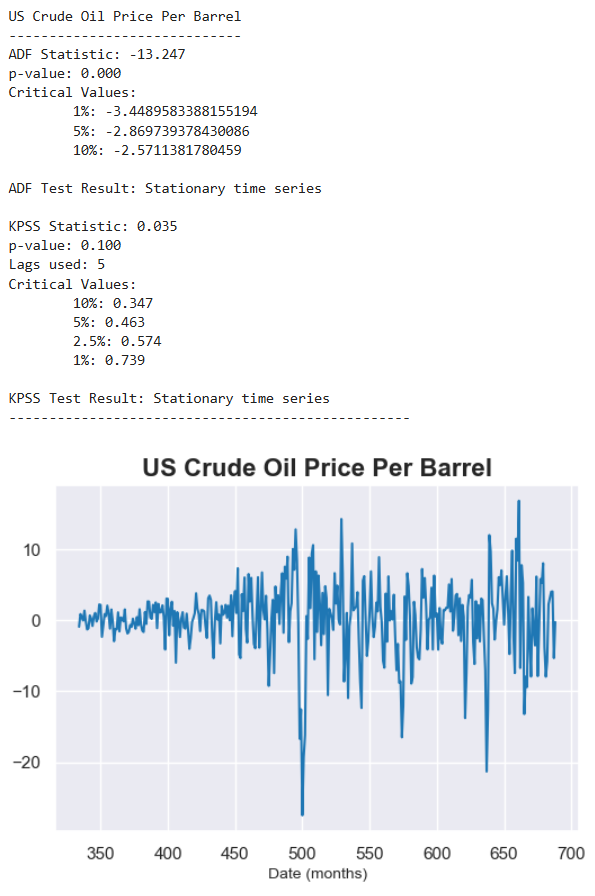 US Crude Oil Price Per Barrel
-----------------------------
ADF Statistic: -13.247
p-value: 0.000
Critical Values:
1%: -3.4489583388155194
5%: -2.869739378430086
10%: -2.5711381780459
ADF Test Result: Stationary time series
KPSS Statistic: 0.035
p-value: 0.100
Lags used: 5
Critical Values:
10%: 0.347
5%: 0.463
2.5%: 0.574
1%: 0.739
KPSS Test Result: Stationary time series
--------------------------------------------------
US Crude Oil Price Per Barrel
10
0
−10
−20
350 400 450 500 550 600 650 700
Date (months)